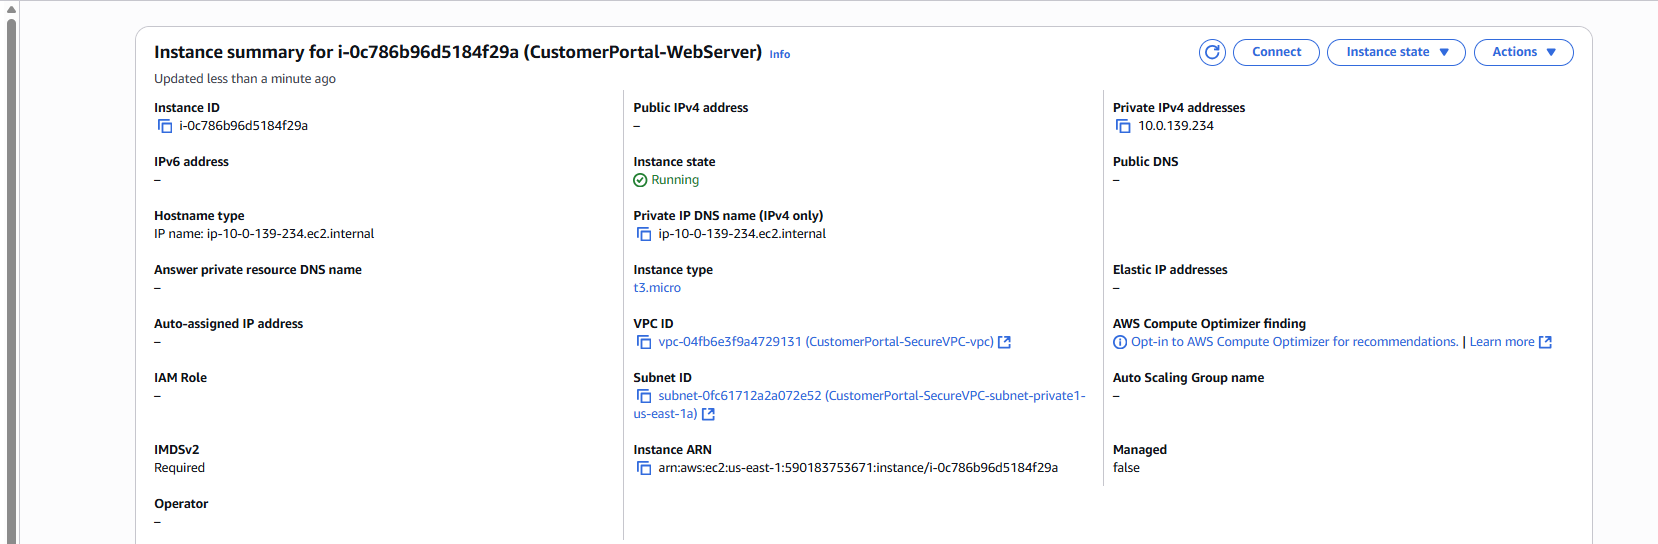 Instance summary for i-0c786b96d5184f29a (CustomerPortal-WebServer) Info
Connect
Instance state
Actions
Updated less than a minute ago
Instance ID
i-0c786b96d5184f29a
Public IPv4 address
–
Private IPv4 addresses
10.0.139.234
IPv6 address
–
Instance state
Running
Public DNS
–
Hostname type
IP name: ip-10-0-139-234.ec2.internal
Private IP DNS name (IPv4 only)
ip-10-0-139-234.ec2.internal
Answer private resource DNS name
–
Instance type
t3.micro
Elastic IP addresses
–
Auto-assigned IP address
–
VPC ID
vpc-04fb6e3f9a4729131 (CustomerPortal-SecureVPC-vpc)
AWS Compute Optimizer finding
Opt-in to AWS Compute Optimizer for recommendations. | Learn more
IAM Role
–
Subnet ID
subnet-0fc61712a2a072e52 (CustomerPortal-SecureVPC-subnet-private1-
us-east-1a)
Auto Scaling Group name
–
IMDSv2
Required
Instance ARN
arn:aws:ec2:us-east-1:590183753671:instance/i-0c786b96d5184f29a
Managed
false
Operator
–